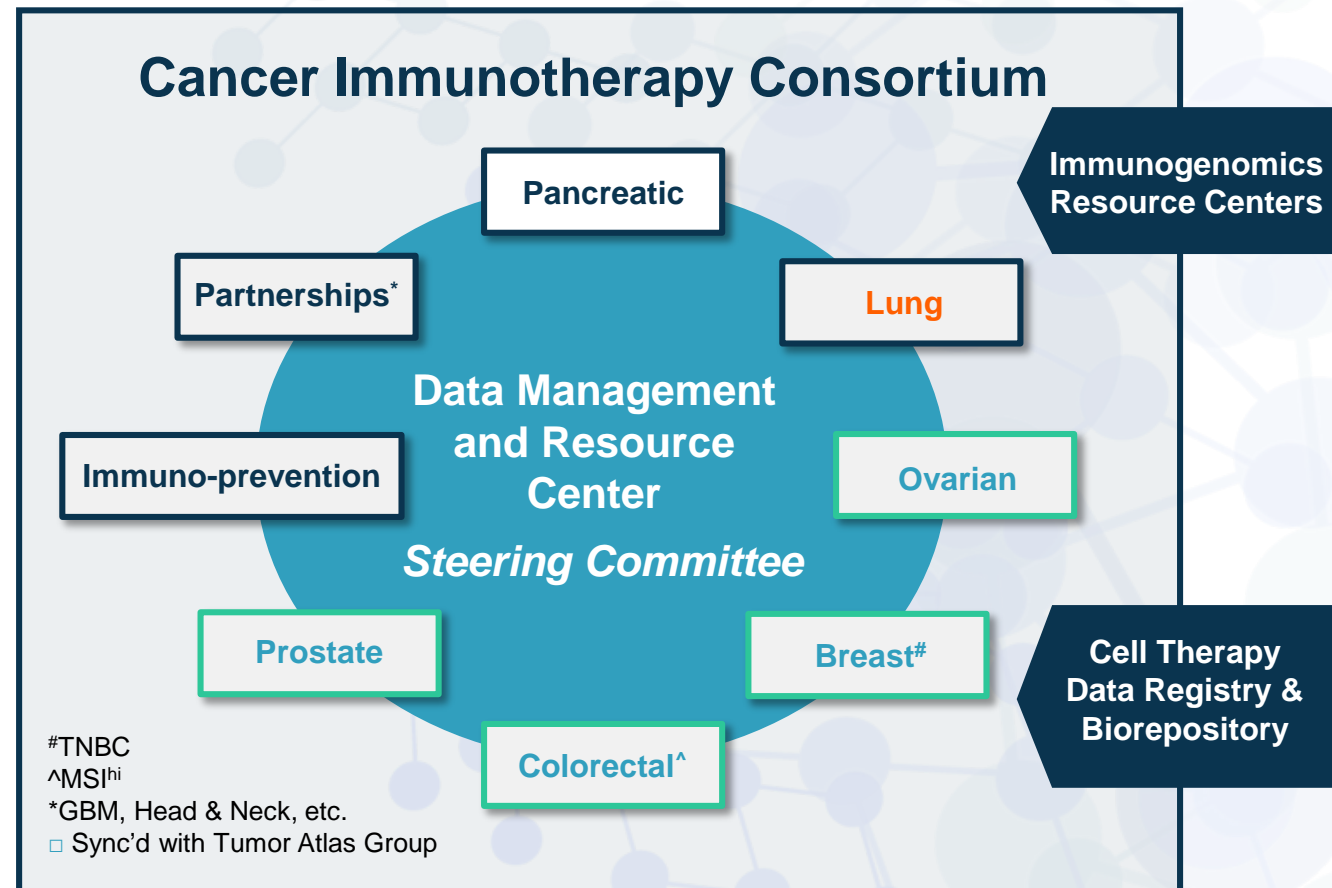 Cancer Immunotherapy Consortium
Immunogenomics
Resource Centers
Pancreatic
Partnerships*
Lung
Data Management
and Resource
Center
Steering Committee
Immuno-prevention
Ovarian
Prostate
Breast#
Colorectal^
Cell Therapy
Data Registry &
Biorepository
#TNBC
^MSIhi
*GBM, Head & Neck, etc.
□ Sync’d with Tumor Atlas Group